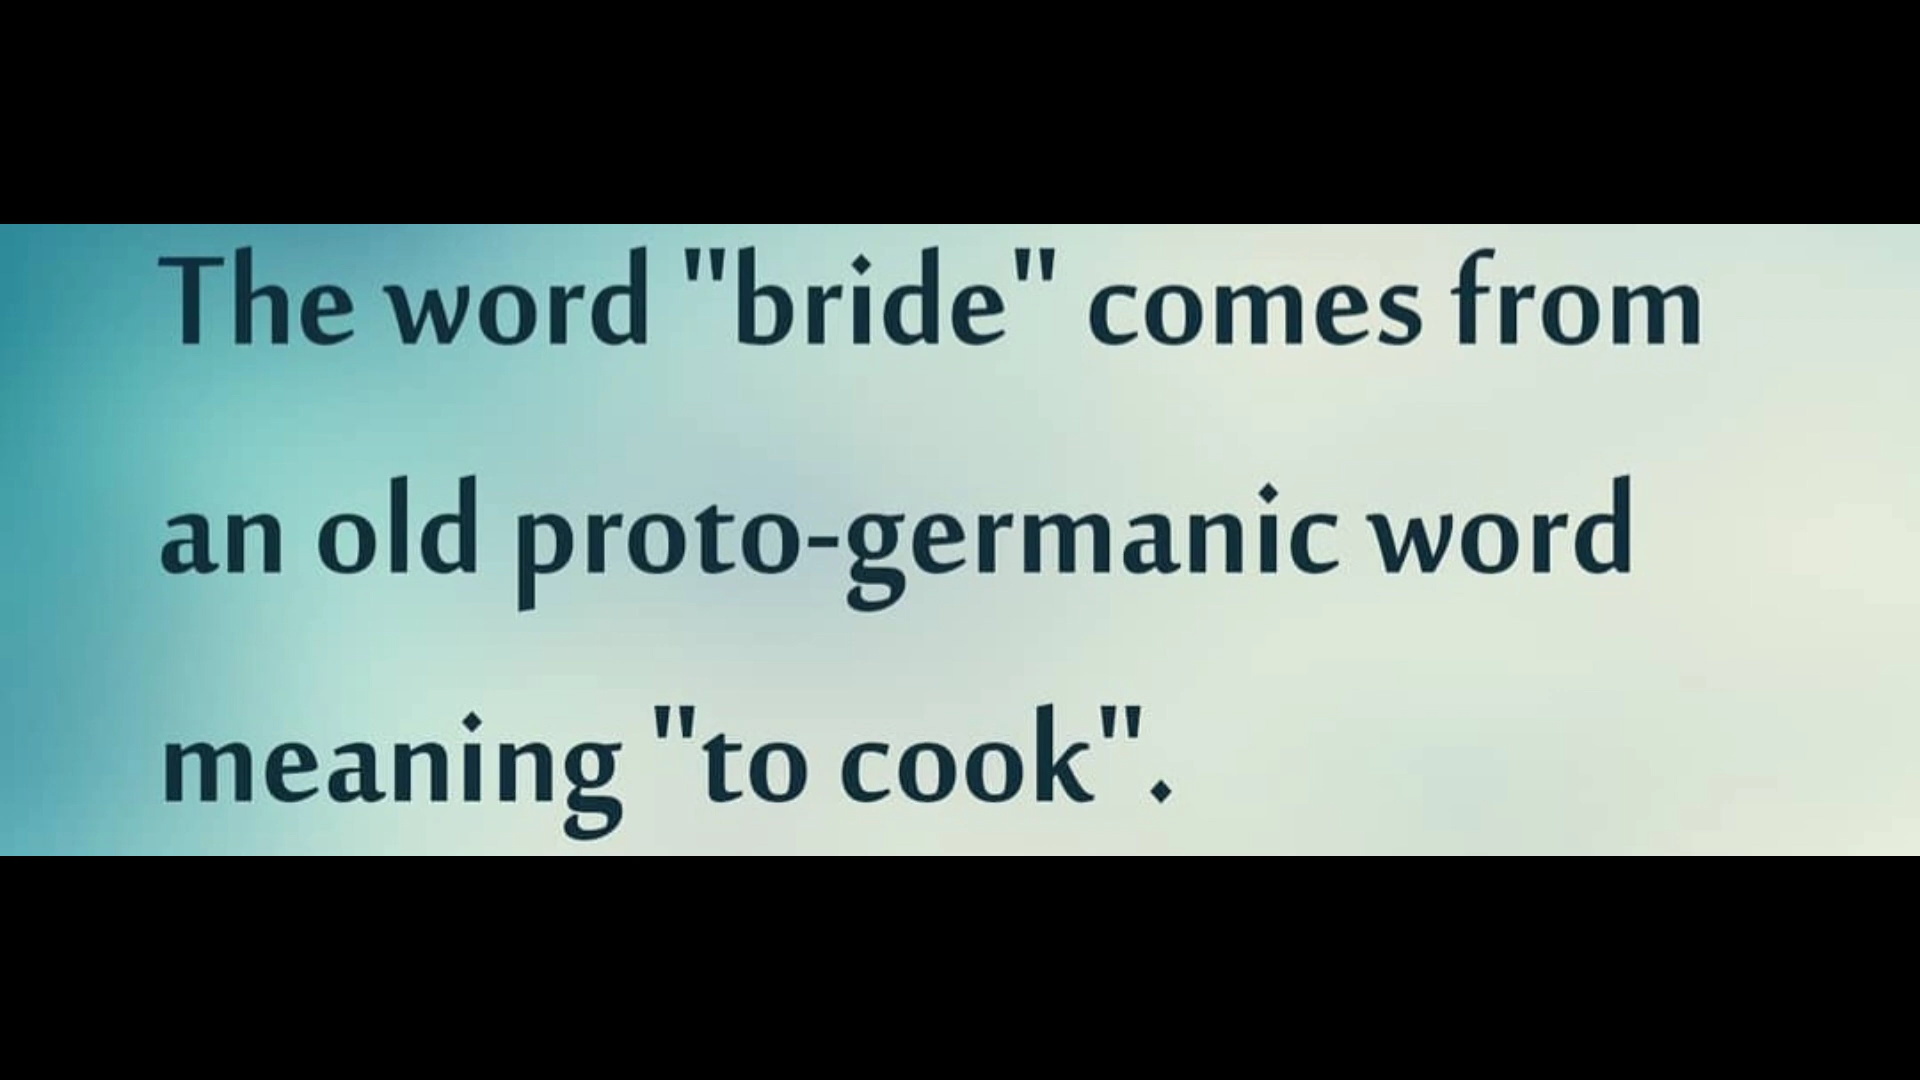 The word "bride" comes from
an old proto-germanic word
meaning "to cook".